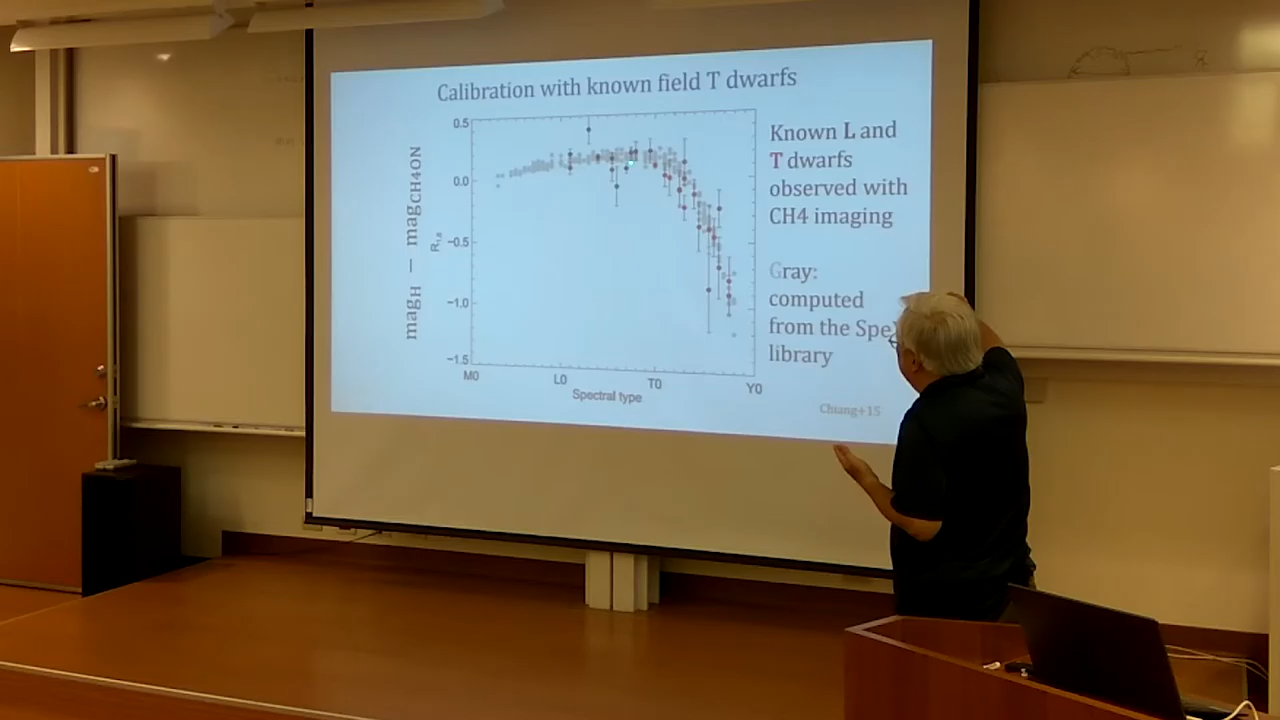 Calibration with known field T dwarfs
magH − magCH4ON
0.5
0.0
−0.5
−1.0
−1.5
M0 L0 T0 Y0
Spectral type
Known L and
T dwarfs
observed with
CH4 imaging
Gray:
computed
from the Spe
library
Chiang+15